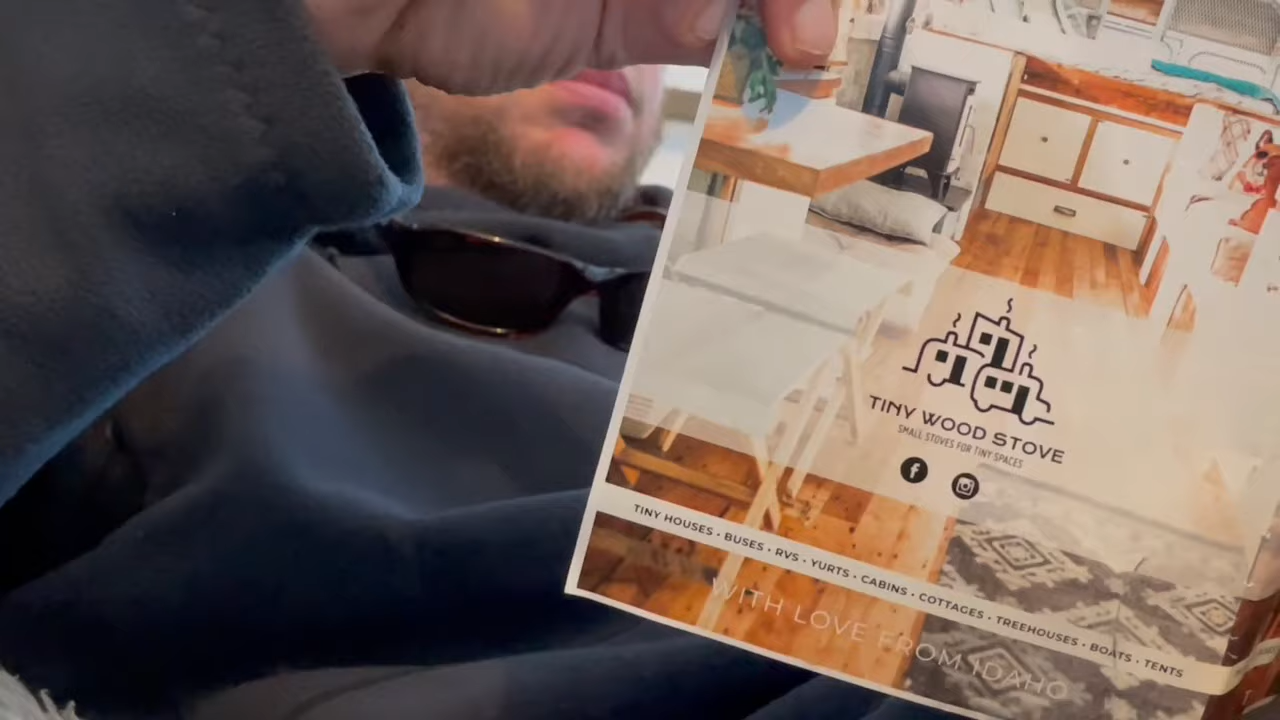 TINY WOOD STOVE
SMALL STOVES FOR TINY SPACES
TINY HOUSES • BUSES • RVS • YURTS • CABINS • COTTAGES • TREEHOUSES • BOATS • TENTS
WITH LOVE FROM IDAHO